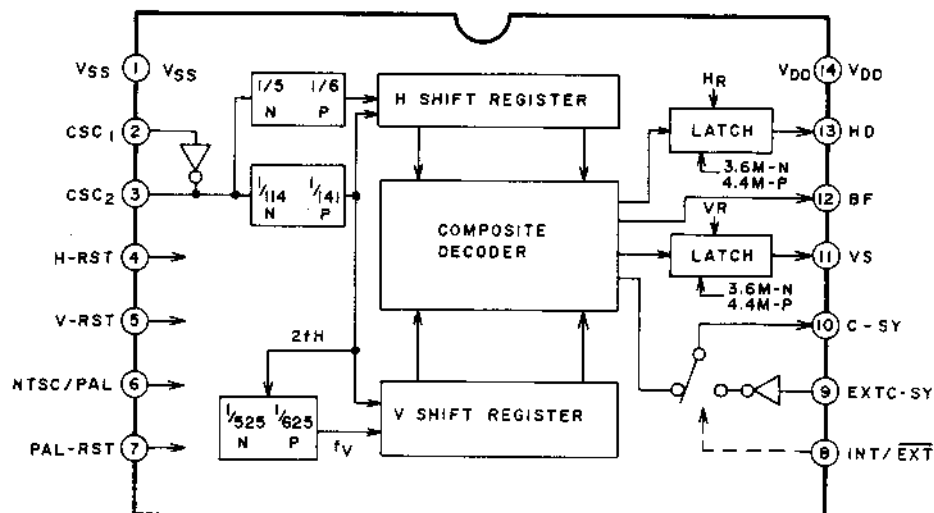 VSS 1 VSS
CSC1 2
CSC2 3
H-RST 4
V-RST 5
NTSC/PAL 6
PAL-RST 7
1/5 1/6
N P
H SHIFT REGISTER
1/114 1/141
N P
COMPOSITE
DECODER
2fH
1/525 1/625
N P
fV
V SHIFT REGISTER
HR
LATCH
3.6M-N
4.4M-P
VR
LATCH
3.6M-N
4.4M-P
VDD 14 VDD
13 HD
12 BF
11 VS
10 C-SY
9 EXTC-SY
8 INT/EXT